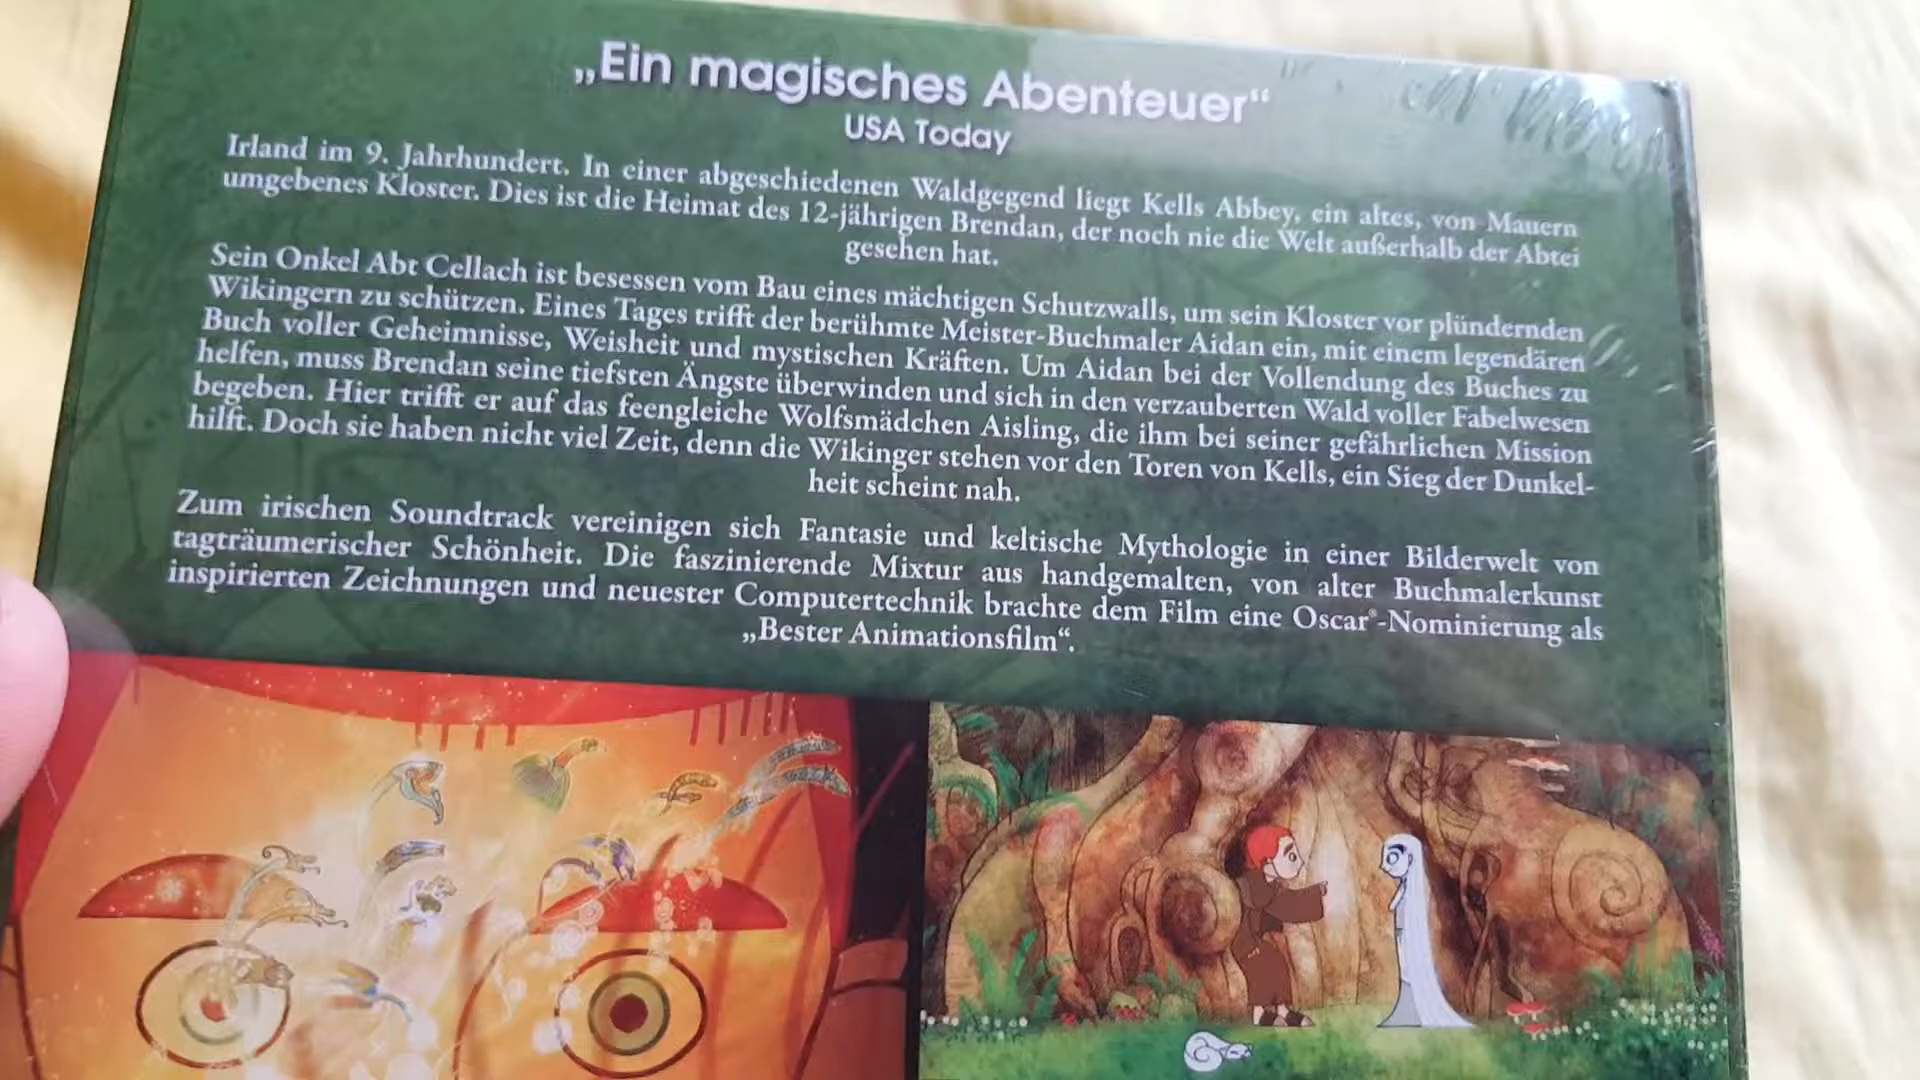 „Ein magisches Abenteuer“
USA Today
Irland im 9. Jahrhundert. In einer abgeschiedenen Waldgegend liegt Kells Abbey, ein altes, von Mauern
umgebenes Kloster. Dies ist die Heimat des 12-jährigen Brendan, der noch nie die Welt außerhalb der Abtei
gesehen hat.
Sein Onkel Abt Cellach ist besessen vom Bau eines mächtigen Schutzwalls, um sein Kloster vor plündernden
Wikingern zu schützen. Eines Tages trifft der berühmte Meister-Buchmaler Aidan ein, mit einem legendären
Buch voller Geheimnisse, Weisheit und mystischen Kräften. Um Aidan bei der Vollendung des Buches zu
helfen, muss Brendan seine tiefsten Ängste überwinden und sich in den verzauberten Wald voller Fabelwesen
begeben. Hier trifft er auf das feengleiche Wolfsmädchen Aisling, die ihm bei seiner gefährlichen Mission
hilft. Doch sie haben nicht viel Zeit, denn die Wikinger stehen vor den Toren von Kells, ein Sieg der Dunkel-
heit scheint nah.
Zum irischen Soundtrack vereinigen sich Fantasie und keltische Mythologie in einer Bilderwelt von
tagträumerischer Schönheit. Die faszinierende Mixtur aus handgemalten, von alter Buchmalerkunst
inspirierten Zeichnungen und neuester Computertechnik brachte dem Film eine Oscar®-Nominierung als
„Bester Animationsfilm“.